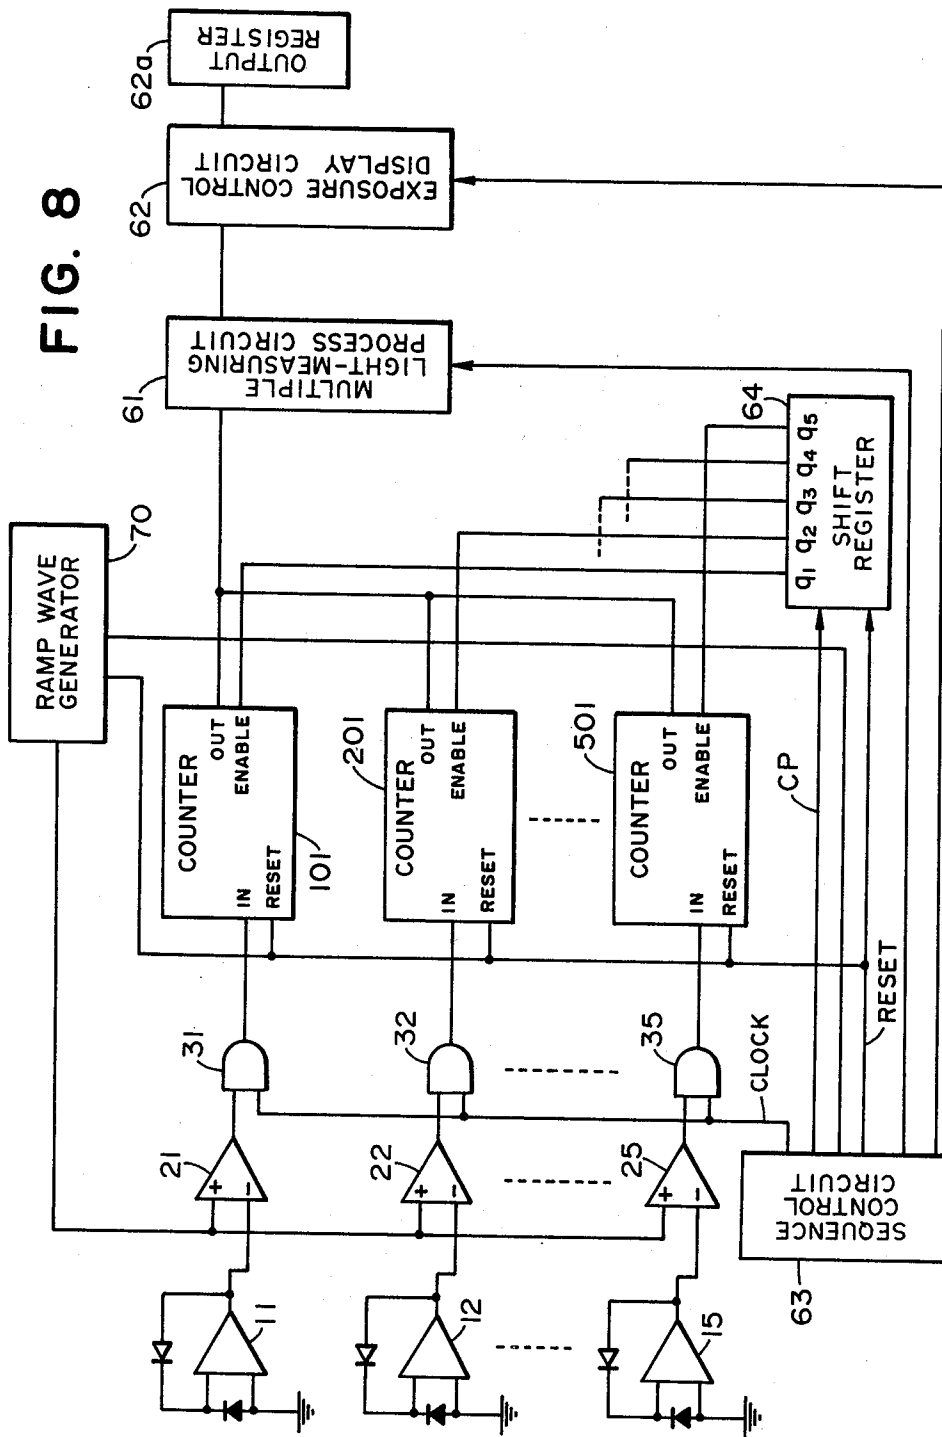 FIG. 8
70
RAMP WAVE
GENERATOR
62a
OUTPUT
REGISTER
62
EXPOSURE CONTROL
DISPLAY CIRCUIT
61
MULTIPLE
LIGHT-MEASURING
PROCESS CIRCUIT
11
21
+
−
31
COUNTER
IN
OUT
ENABLE
RESET
101
12
22
+
−
32
COUNTER
IN
OUT
ENABLE
RESET
201
15
25
+
−
35
COUNTER
IN
OUT
ENABLE
RESET
501
63
SEQUENCE
CONTROL
CIRCUIT
CLOCK
CP
RESET
64
q1 q2 q3 q4 q5
SHIFT
REGISTER